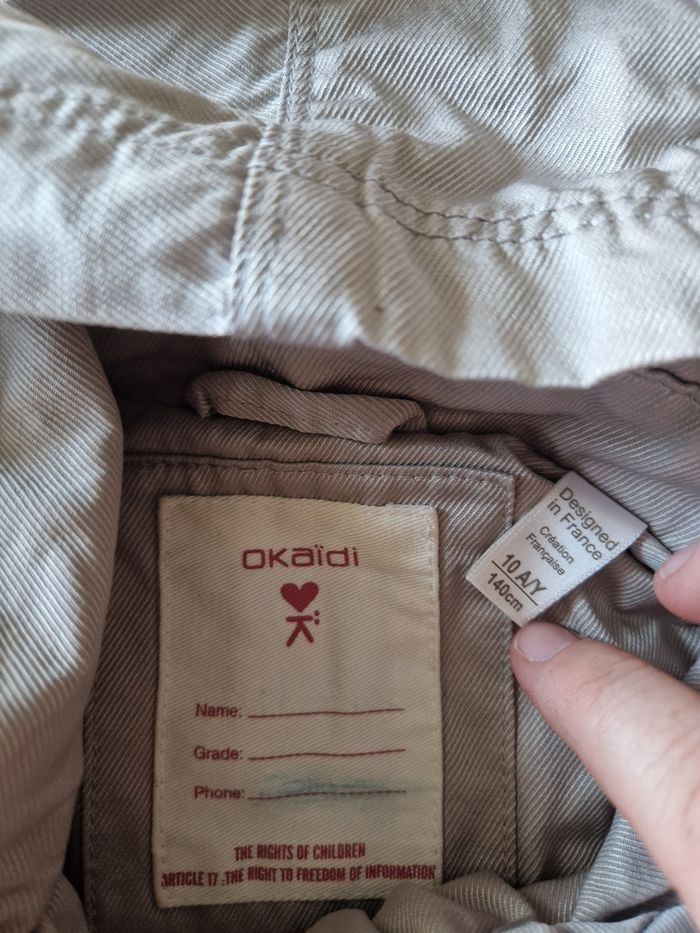 OKaïDI
Name:
Grade:
Phone:
THE RIGHTS OF CHILDREN
ARTICLE 17 :THE RIGHT TO FREEDOM OF INFORMATION
Designed
in France
Création
Française
10 A/Y
140cm